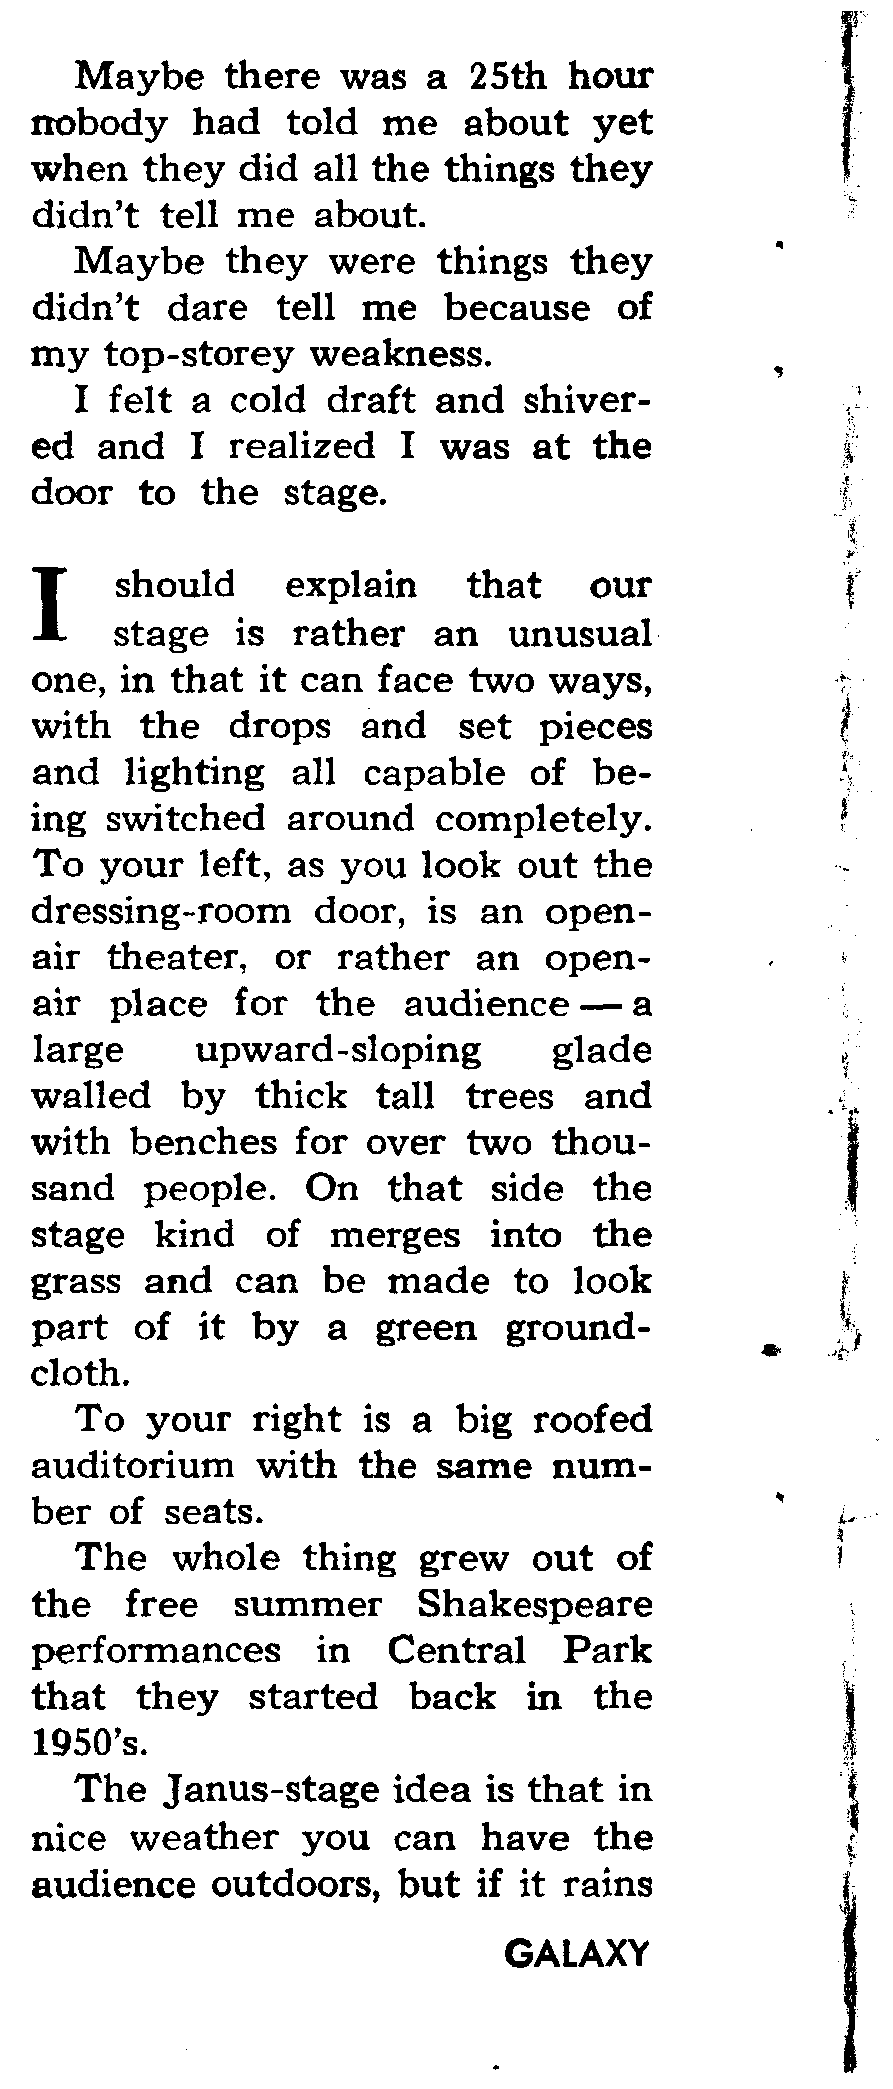 Maybe there was a 25th hour
nobody had told me about yet
when they did all the things they
didn't tell me about.
Maybe they were things they
didn't dare tell me because of
my top-storey weakness.
I felt a cold draft and shiver-
ed and I realized I was at the
door to the stage.
I should explain that our
stage is rather an unusual
one, in that it can face two ways,
with the drops and set pieces
and lighting all capable of be-
ing switched around completely.
To your left, as you look out the
dressing-room door, is an open-
air theater, or rather an open-
air place for the audience — a
large upward-sloping glade
walled by thick tall trees and
with benches for over two thou-
sand people. On that side the
stage kind of merges into the
grass and can be made to look
part of it by a green ground-
cloth.
To your right is a big roofed
auditorium with the same num-
ber of seats.
The whole thing grew out of
the free summer Shakespeare
performances in Central Park
that they started back in the
1950's.
The Janus-stage idea is that in
nice weather you can have the
audience outdoors, but if it rains
GALAXY